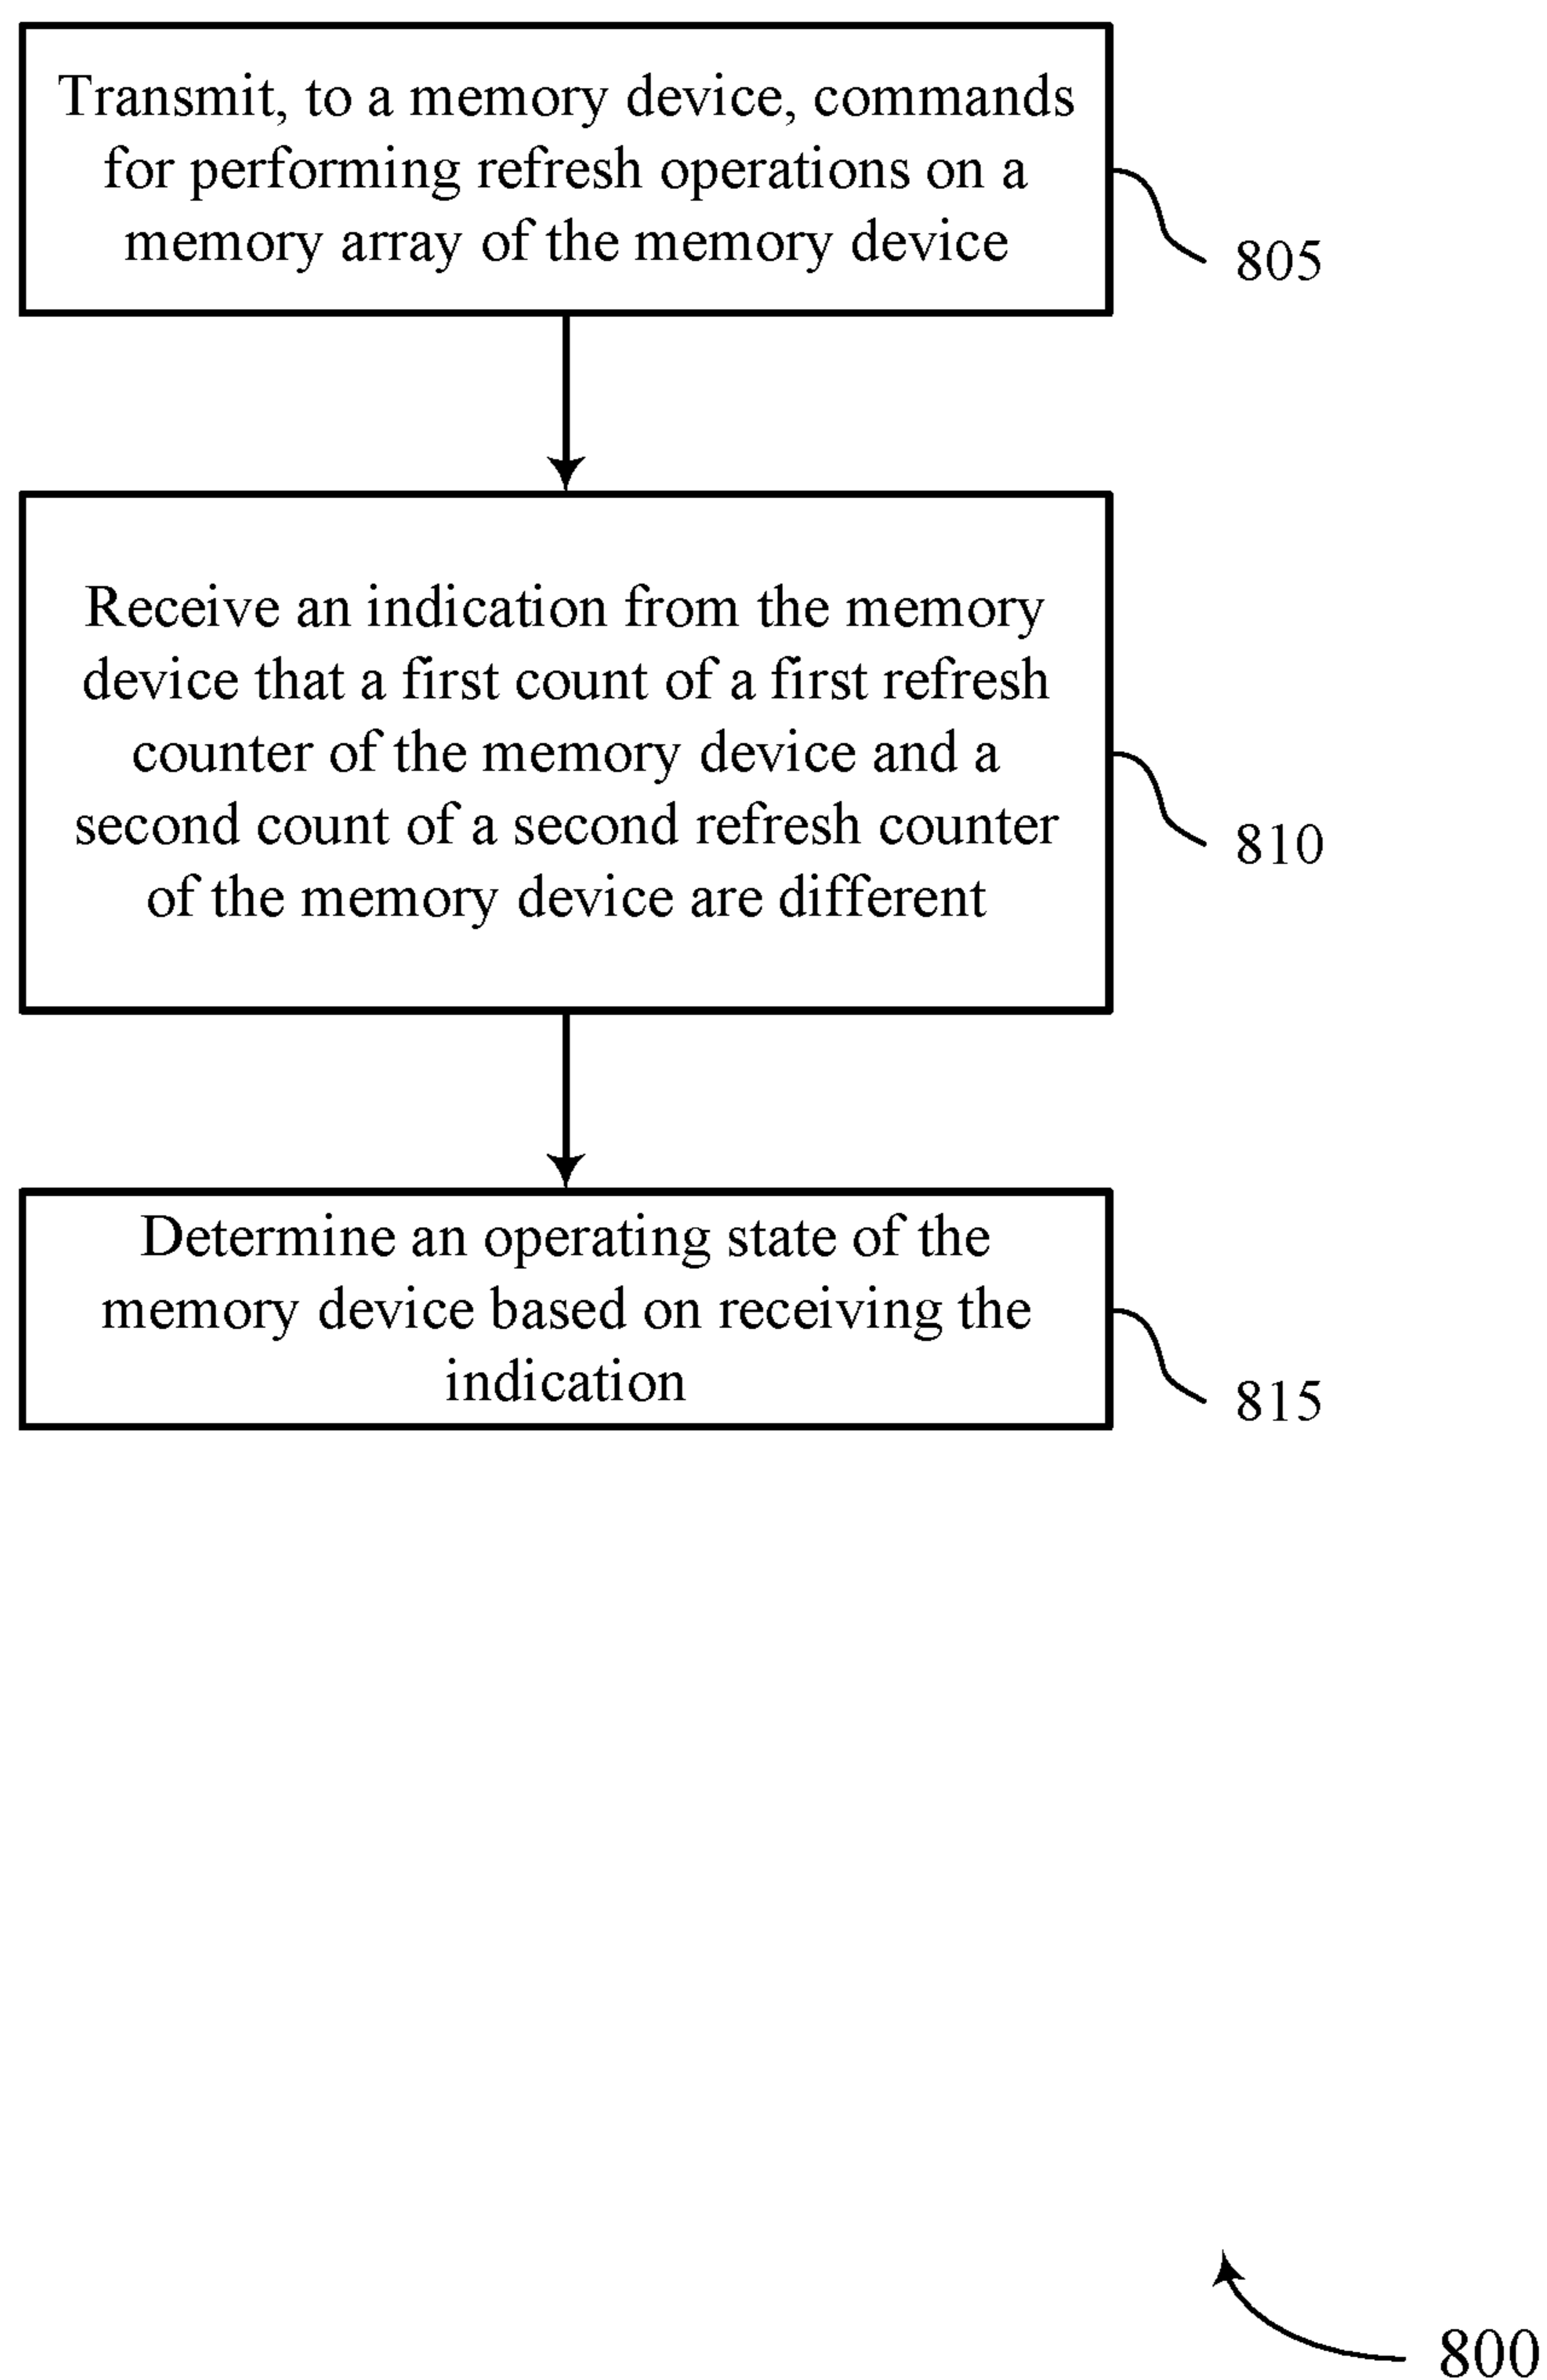 Transmit, to a memory device, commands
for performing refresh operations on a
memory array of the memory device
805
Receive an indication from the memory
device that a first count of a first refresh
counter of the memory device and a
second count of a second refresh counter
of the memory device are different
810
Determine an operating state of the
memory device based on receiving the
indication
815
800